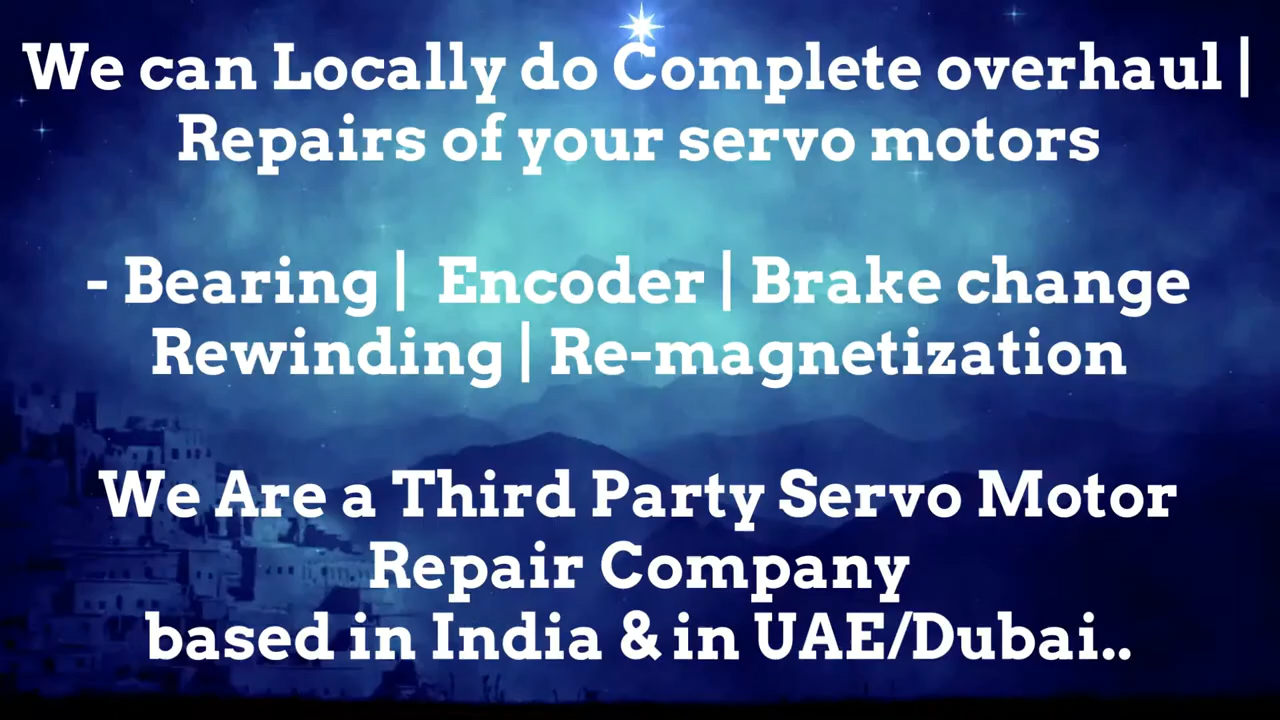 We can Locally do Complete overhaul |
Repairs of your servo motors
- Bearing |  Encoder | Brake change
Rewinding | Re-magnetization
We Are a Third Party Servo Motor
Repair Company
based in India & in UAE/Dubai..